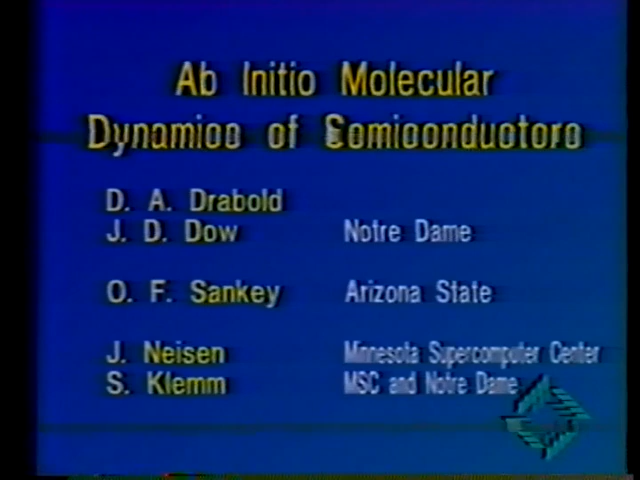 Ab Initio Molecular
Dynamics of Semiconductors
D. A. Drabold
J. D. Dow Notre Dame
O. F. Sankey Arizona State
J. Neisen Minnesota Supercomputer Center
S. Klemm MSC and Notre Dame